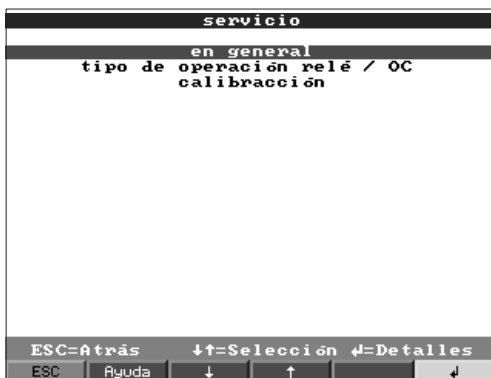 servicio
en general
tipo de operación relé / OC
calibracción
ESC=Atrás ↓↑=Selección ↲=Detalles
ESC Ayuda ↓ ↑ ↲